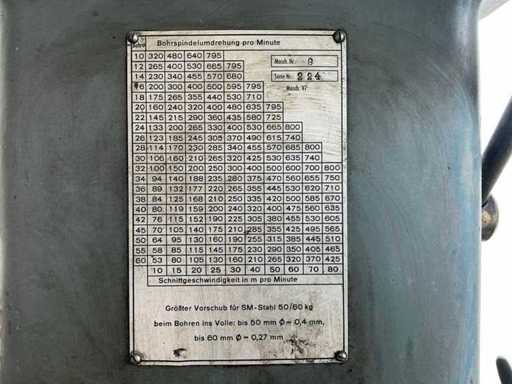 Bohrspindelumdrehung pro Minute
10 320 480 640 795
Masch. Nr. 9
12 265 400 530 665 795
14 230 340 455 570 680
Serie Nr. 224
16 200 300 400 500 595 795
18 175 265 355 440 530 710
20 160 240 320 400 480 635 795
22 145 215 290 360 435 580 725
24 133 200 265 330 400 530 665 800
26 123 185 245 305 370 490 615 740
28 114 170 230 285 340 455 570 685 800
30 106 160 210 265 325 425 530 635 740
32 100 150 200 250 300 400 500 600 700 800
34 94 140 188 235 280 375 470 560 655 750
36 89 132 177 220 265 355 445 530 620 710
38 84 125 168 210 250 335 420 500 585 670
40 80 119 159 200 240 320 400 475 560 635
42 76 115 152 190 225 305 380 455 530 605
45 70 105 140 175 210 285 355 425 495 565
50 64 95 130 160 190 255 315 385 445 510
55 58 85 115 145 175 230 290 350 405 465
60 53 80 105 130 160 210 265 320 370 425
10 15 20 25 30 40 50 60 70 80
Schnittgeschwindigkeit in m pro Minute
Größter Vorschub für SM-Stahl 50/60 kg
beim Bohren ins Volle: bis 50 mm Ø = 0,4 mm,
bis 60 mm Ø = 0,27 mm